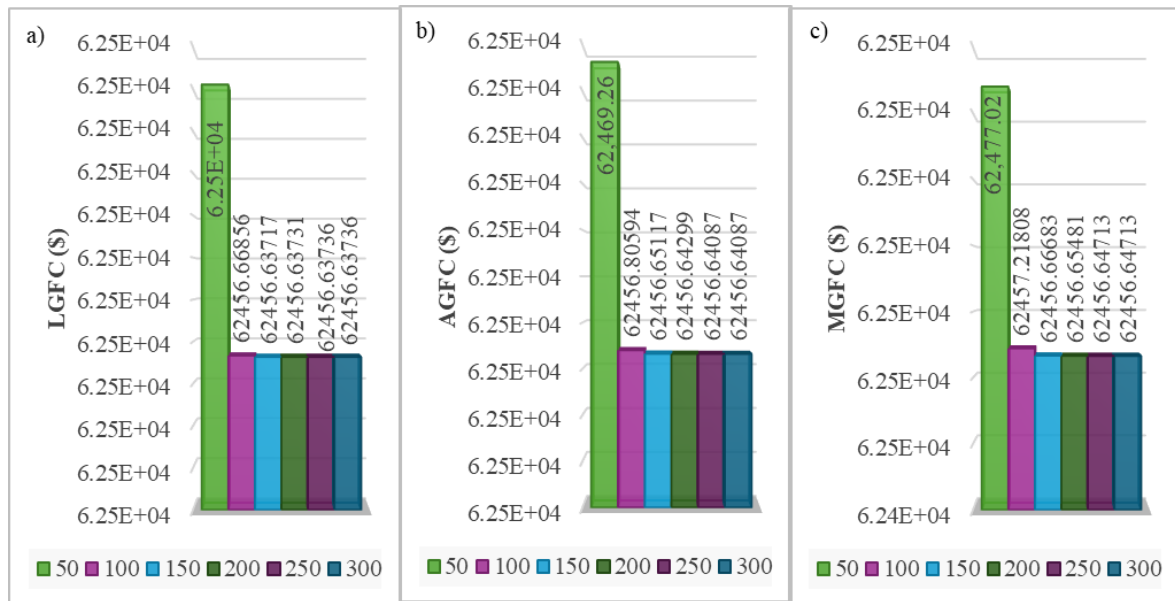 a)
6.25E+04
6.25E+04
6.25E+04
6.25E+04
6.25E+04
6.25E+04
6.25E+04
6.25E+04
6.25E+04
6.25E+04
6.25E+04
6.25E+04
LGFC ($)
6.25E+04
62456.66856
62456.63717
62456.63731
62456.63736
62456.63736
50 100 150 200 250 300
b)
6.25E+04
6.25E+04
6.25E+04
6.25E+04
6.25E+04
6.25E+04
6.25E+04
6.25E+04
6.25E+04
6.25E+04
6.25E+04
AGFC ($)
62,469.26
62456.80594
62456.65117
62456.64299
62456.64087
62456.64087
50 100 150 200 250 300
c)
6.25E+04
6.25E+04
6.25E+04
6.25E+04
6.25E+04
6.25E+04
6.25E+04
6.24E+04
MGFC ($)
62,477.02
62457.21808
62456.66683
62456.65481
62456.64713
62456.64713
50 100 150 200 250 300